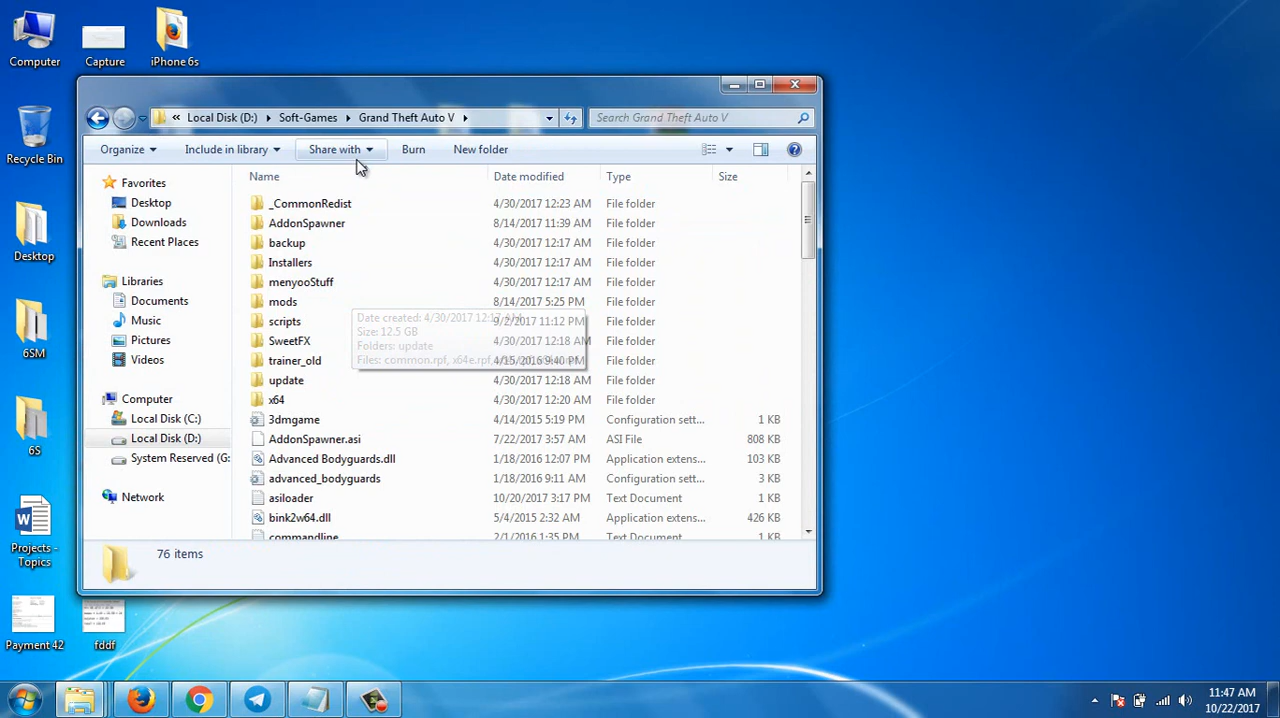 Computer
Capture
iPhone 6s
Recycle Bin
Desktop
6SM
6S
Projects -
Topics
Payment 42
fddf
« Local Disk (D:) Soft-Games Grand Theft Auto V
Search Grand Theft Auto V
Organize Include in library Share with Burn New folder
Favorites
Desktop
Downloads
Recent Places
Libraries
Documents
Music
Pictures
Videos
Computer
Local Disk (C:)
Local Disk (D:)
System Reserved (G:
Network
Name Date modified Type Size
_CommonRedist 4/30/2017 12:23 AM File folder
AddonSpawner 8/14/2017 11:39 AM File folder
backup 4/30/2017 12:17 AM File folder
Installers 4/30/2017 12:17 AM File folder
menyooStuff 4/30/2017 12:17 AM File folder
mods 8/14/2017 5:25 PM File folder
scripts 9/2/2017 11:12 PM File folder
SweetFX 4/30/2017 12:18 AM File folder
trainer_old 4/15/2016 9:40 PM File folder
update 4/30/2017 12:18 AM File folder
x64 4/30/2017 12:20 AM File folder
3dmgame 4/14/2015 5:19 PM Configuration sett... 1 KB
AddonSpawner.asi 7/22/2017 3:57 AM ASI File 808 KB
Advanced Bodyguards.dll 1/18/2016 12:07 PM Application extens... 103 KB
advanced_bodyguards 1/18/2016 9:11 AM Configuration sett... 3 KB
asiloader 10/20/2017 3:17 PM Text Document 1 KB
bink2w64.dll 5/4/2015 2:32 AM Application extens... 426 KB
commandline 2/1/2016 1:35 PM Text Document 1 KB
Date created: 4/30/2017 12:17
Size: 12.5 GB
Folders: update
Files: common.rpf, x64e.rpf,
76 items
11:47 AM
10/22/2017